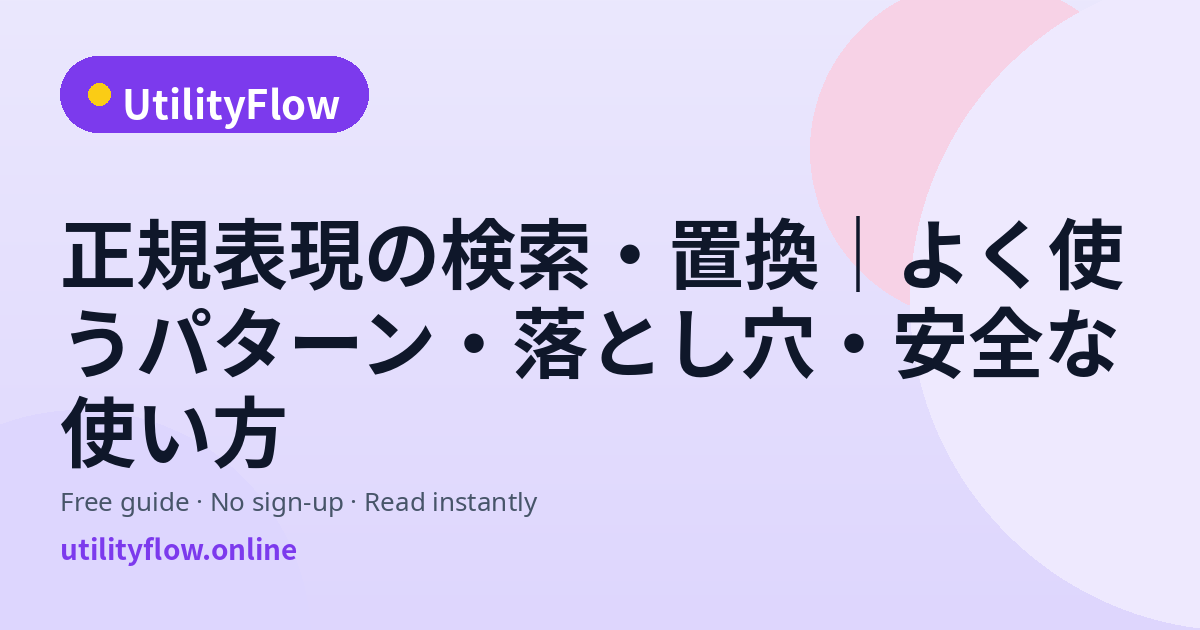 UtilityFlow
正規表現の検索・置換｜よく使
うパターン・落とし穴・安全な
使い方
Free guide · No sign-up · Read instantly
utilityflow.online